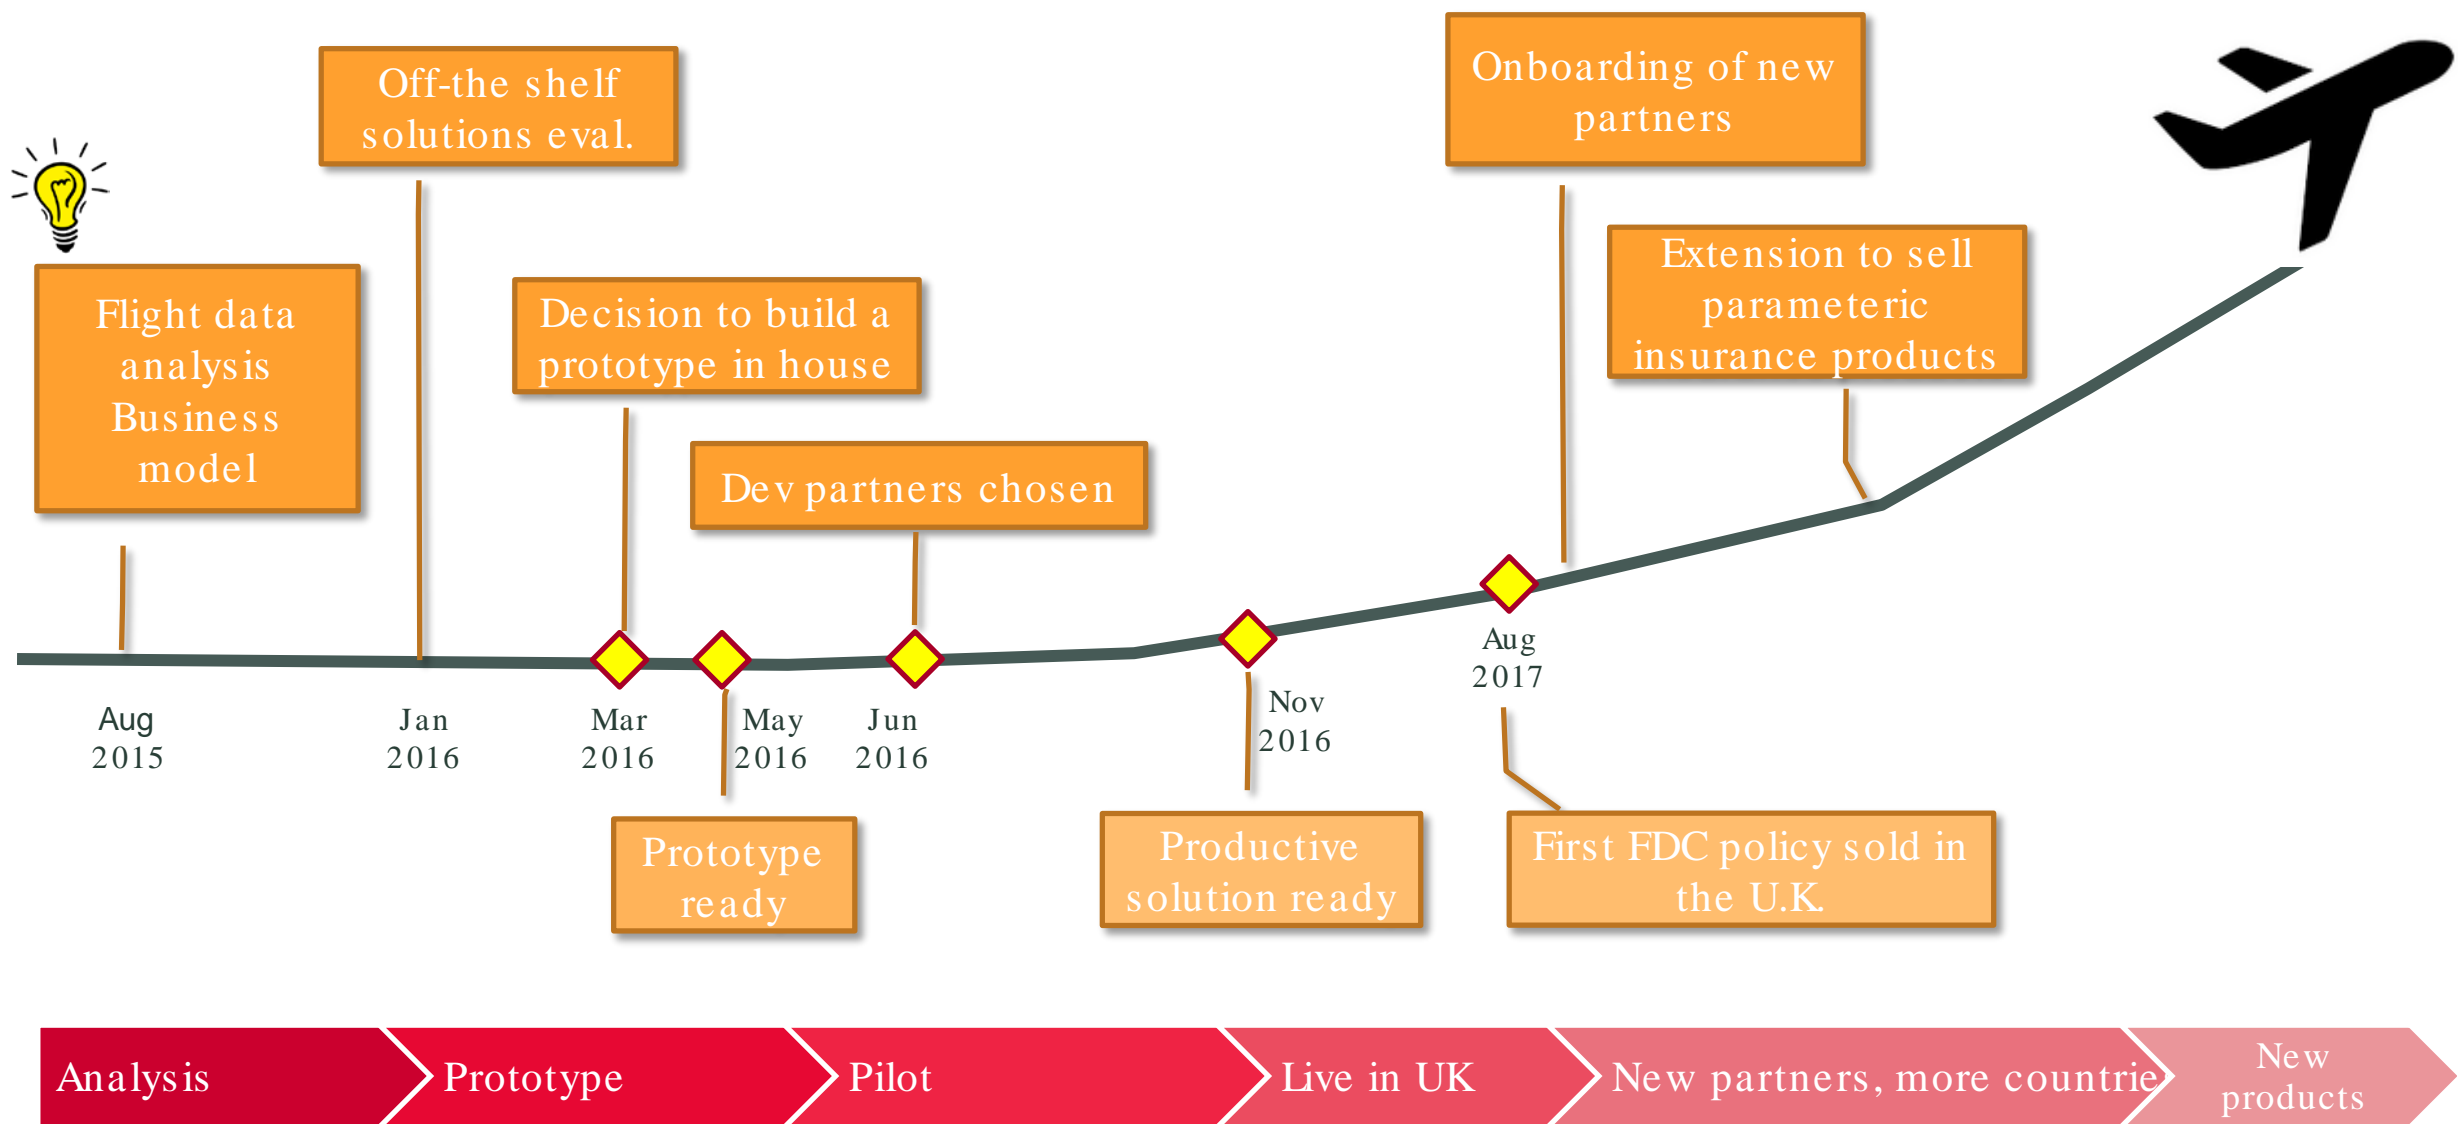 Off-the shelf
solutions eval.
Onboarding of new
partners
Flight data
analysis
Business
model
Decision to build a
prototype in house
Extension to sell
parameteric
insurance products
Dev partners chosen
Aug
2015
Jan
2016
Mar
2016
May
2016
Jun
2016
Nov
2016
Aug
2017
Prototype
ready
Productive
solution ready
First FDC policy sold in
the U.K.
Analysis
Prototype
Pilot
Live in UK
New partners, more countrie
New
products